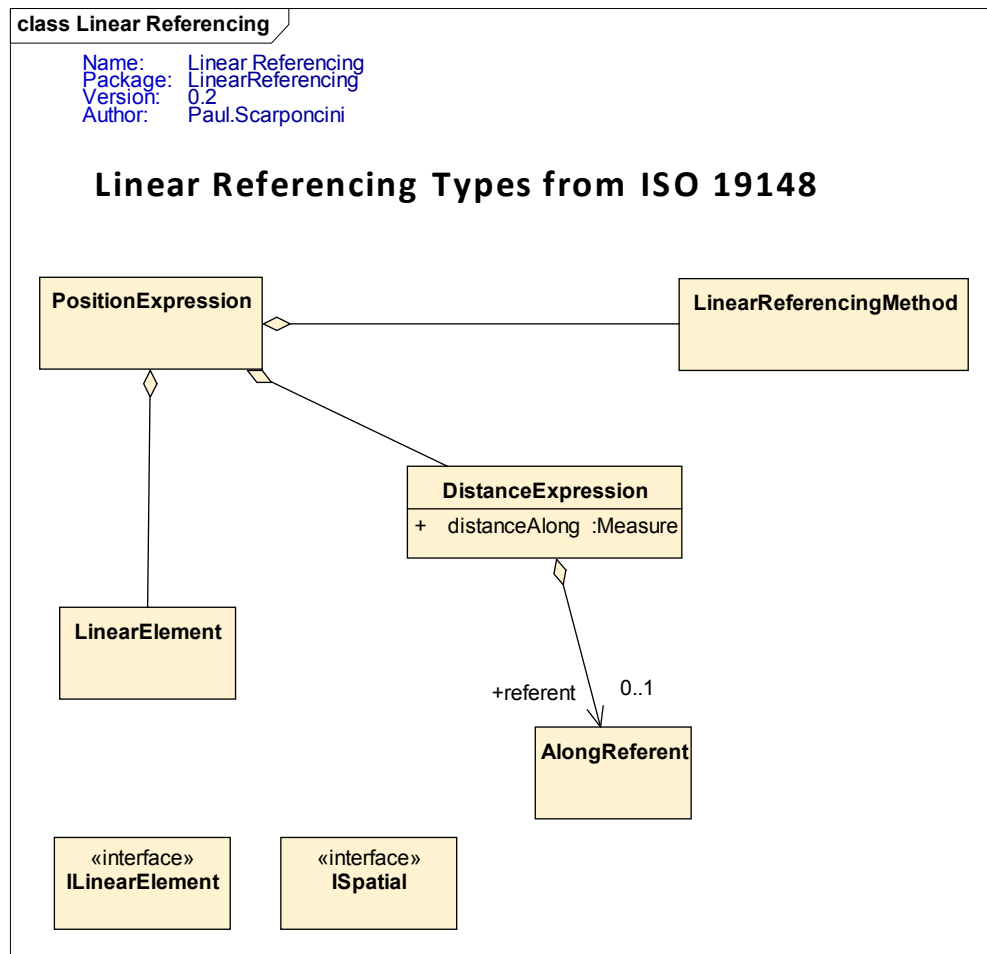 class Linear Referencing
Name: Linear Referencing
Package: LinearReferencing
Version: 0.2
Author: Paul.Scarponcini
Linear Referencing Types from ISO 19148
PositionExpression
LinearReferencingMethod
DistanceExpression
+ distanceAlong :Measure
LinearElement
+referent 0..1
AlongReferent
«interface»
ILinearElement
«interface»
ISpatial